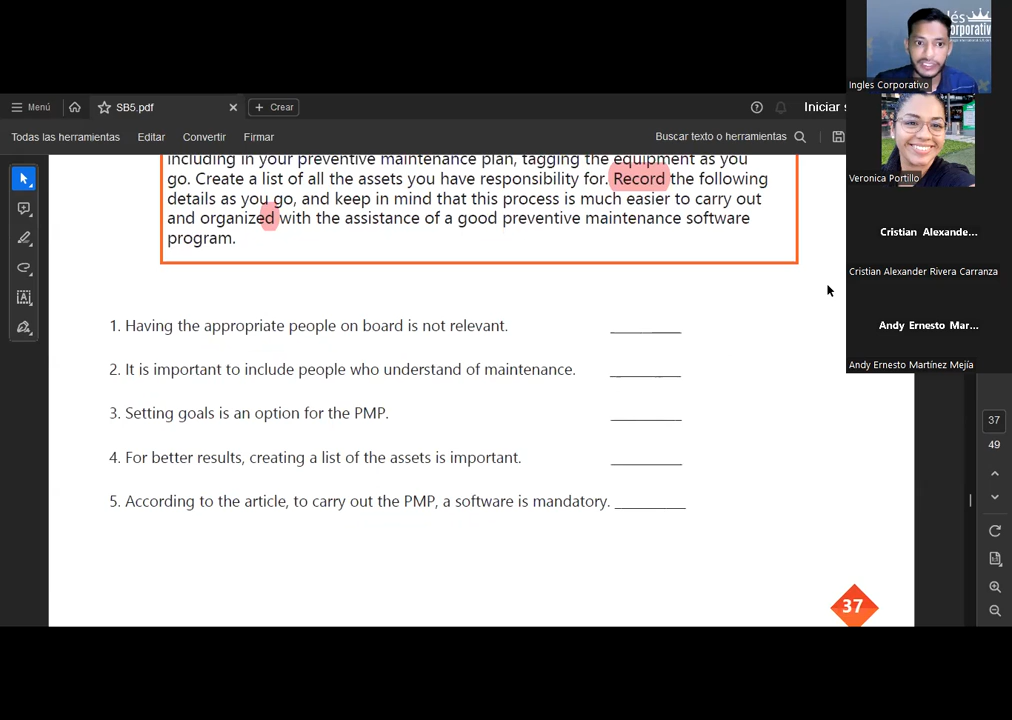 és
orporativ
Ingles Corporativo
Menú
SB5.pdf
Crear
Iniciar s
Todas las herramientas
Editar
Convertir
Firmar
Buscar texto o herramientas
Veronica Portillo
including in your preventive maintenance plan, tagging the equipment as you
go. Create a list of all the assets you have responsibility for. Record the following
details as you go, and keep in mind that this process is much easier to carry out
and organized with the assistance of a good preventive maintenance software
program.
Cristian Alexande...
Cristian Alexander Rivera Carranza
Andy Ernesto Mar...
Andy Ernesto Martínez Mejía
1. Having the appropriate people on board is not relevant. ________
2. It is important to include people who understand of maintenance. ________
3. Setting goals is an option for the PMP. ________
4. For better results, creating a list of the assets is important. ________
5. According to the article, to carry out the PMP, a software is mandatory. ________
37
37
49